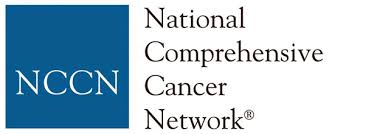 NCCN
National
Comprehensive
Cancer
Network®